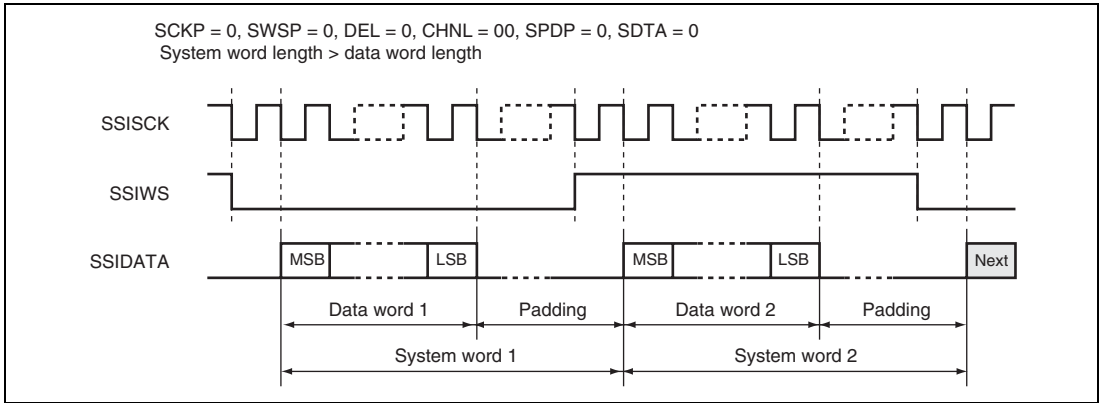 SCKP = 0, SWSP = 0, DEL = 0, CHNL = 00, SPDP = 0, SDTA = 0
System word length > data word length
SSISCK
SSIWS
SSIDATA
MSB
LSB
MSB
LSB
Next
Data word 1
Padding
Data word 2
Padding
System word 1
System word 2